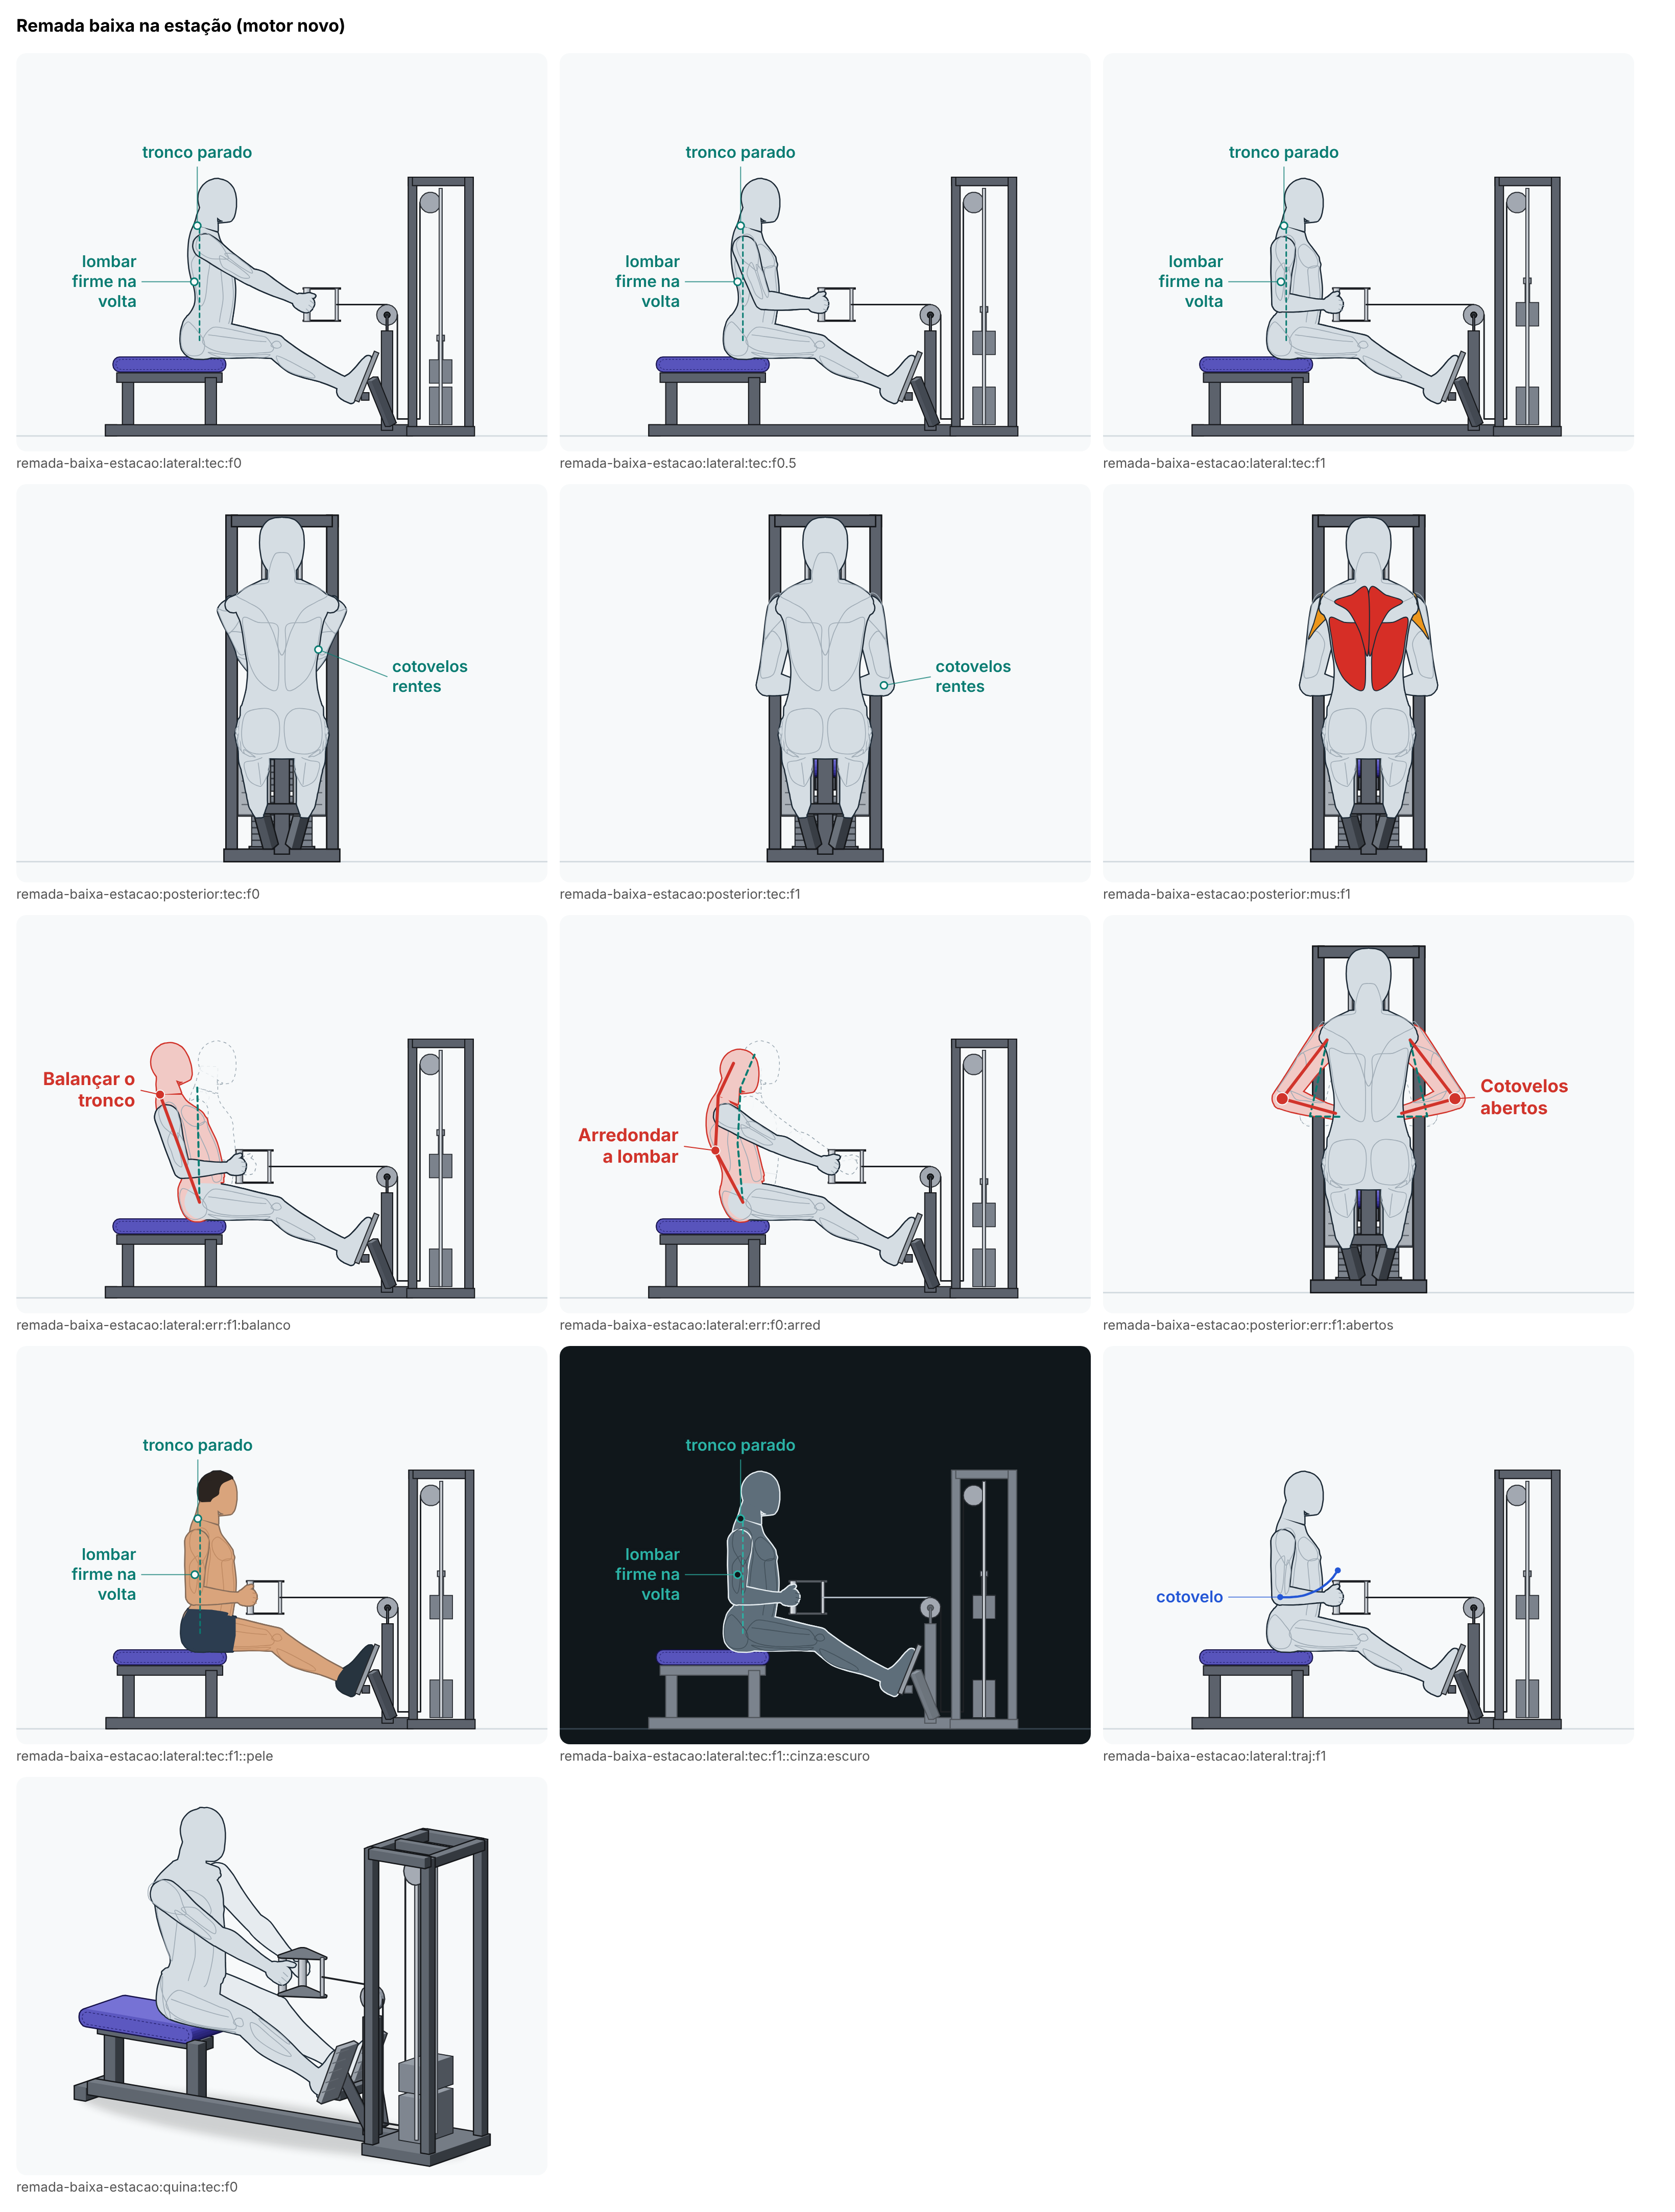 Remada baixa na estação (motor novo)
tronco parado
lombar
firme na
volta
remada-baixa-estacao:lateral:tec:f0
tronco parado
lombar
firme na
volta
remada-baixa-estacao:lateral:tec:f0.5
tronco parado
lombar
firme na
volta
remada-baixa-estacao:lateral:tec:f1
cotovelos
rentes
remada-baixa-estacao:posterior:tec:f0
cotovelos
rentes
remada-baixa-estacao:posterior:tec:f1
remada-baixa-estacao:posterior:mus:f1
Balançar o
tronco
remada-baixa-estacao:lateral:err:f1:balanco
Arredondar
a lombar
remada-baixa-estacao:lateral:err:f0:arred
Cotovelos
abertos
remada-baixa-estacao:posterior:err:f1:abertos
tronco parado
lombar
firme na
volta
remada-baixa-estacao:lateral:tec:f1::pele
tronco parado
lombar
firme na
volta
remada-baixa-estacao:lateral:tec:f1::cinza:escuro
cotovelo
remada-baixa-estacao:lateral:traj:f1
remada-baixa-estacao:quina:tec:f0